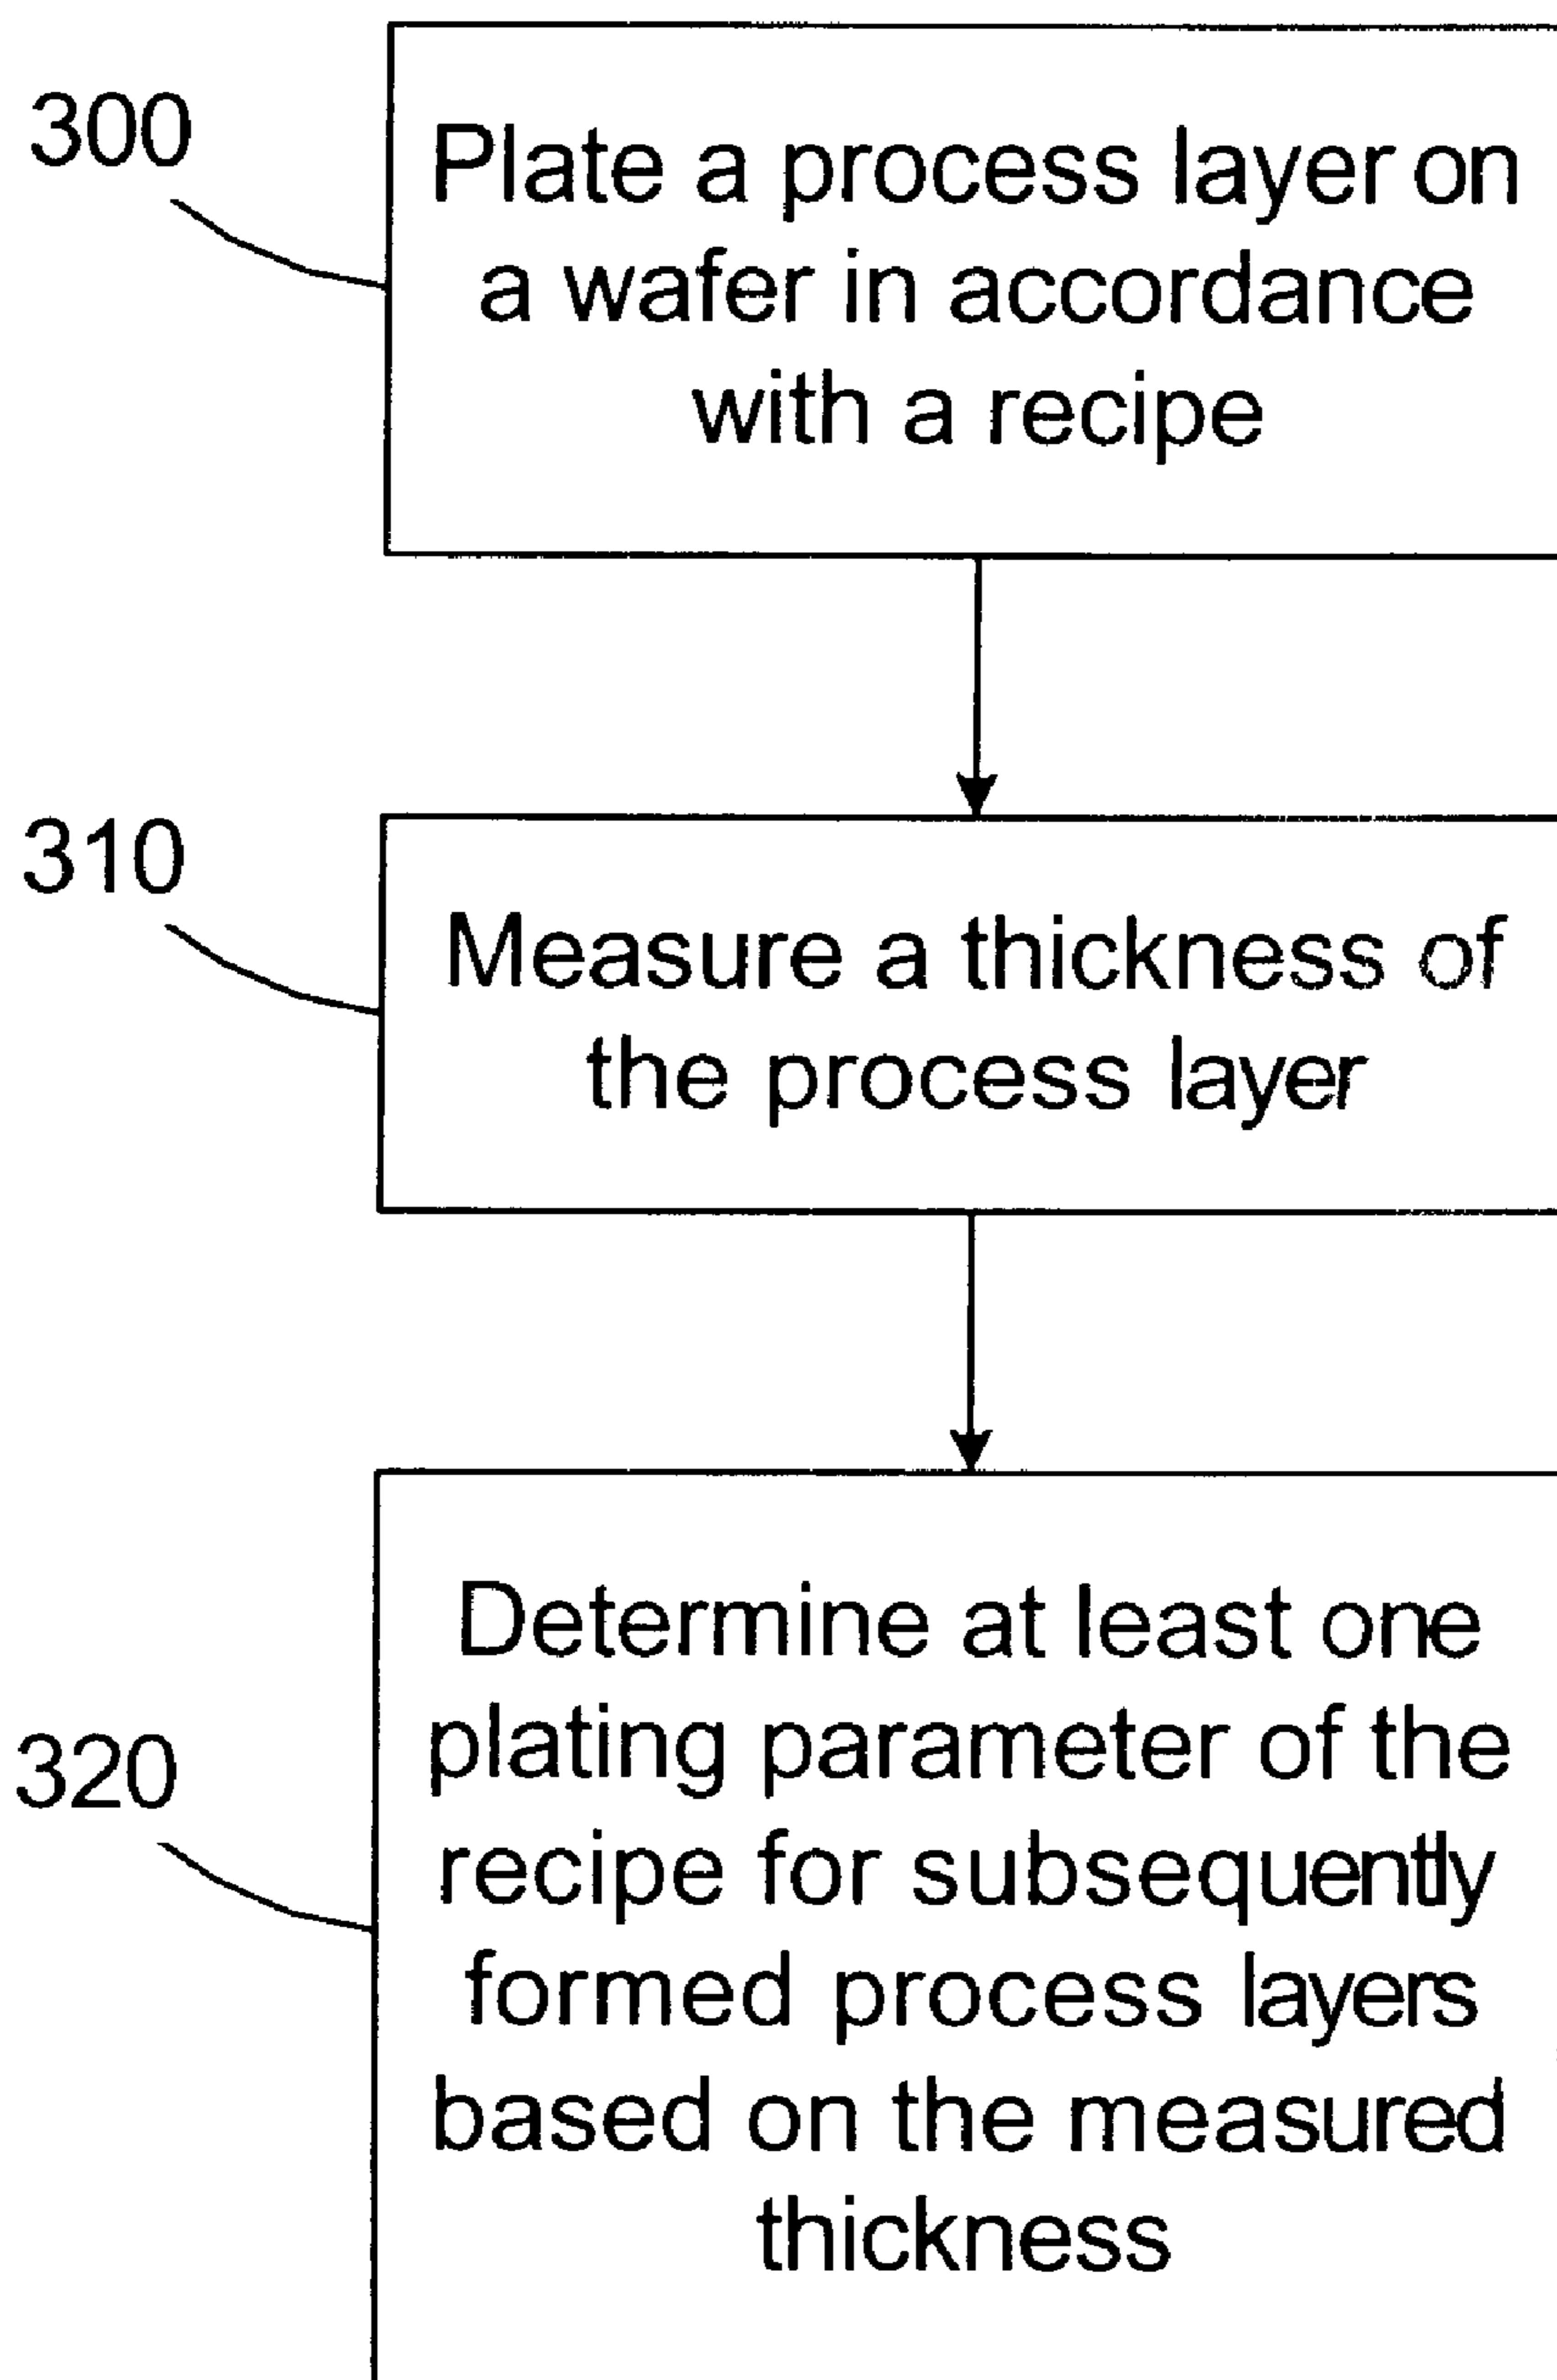 300
Plate a process layer on
a wafer in accordance
with a recipe
310
Measure a thickness of
the process layer
320
Determine at least one
plating parameter of the
recipe for subsequently
formed process layers
based on the measured
thickness